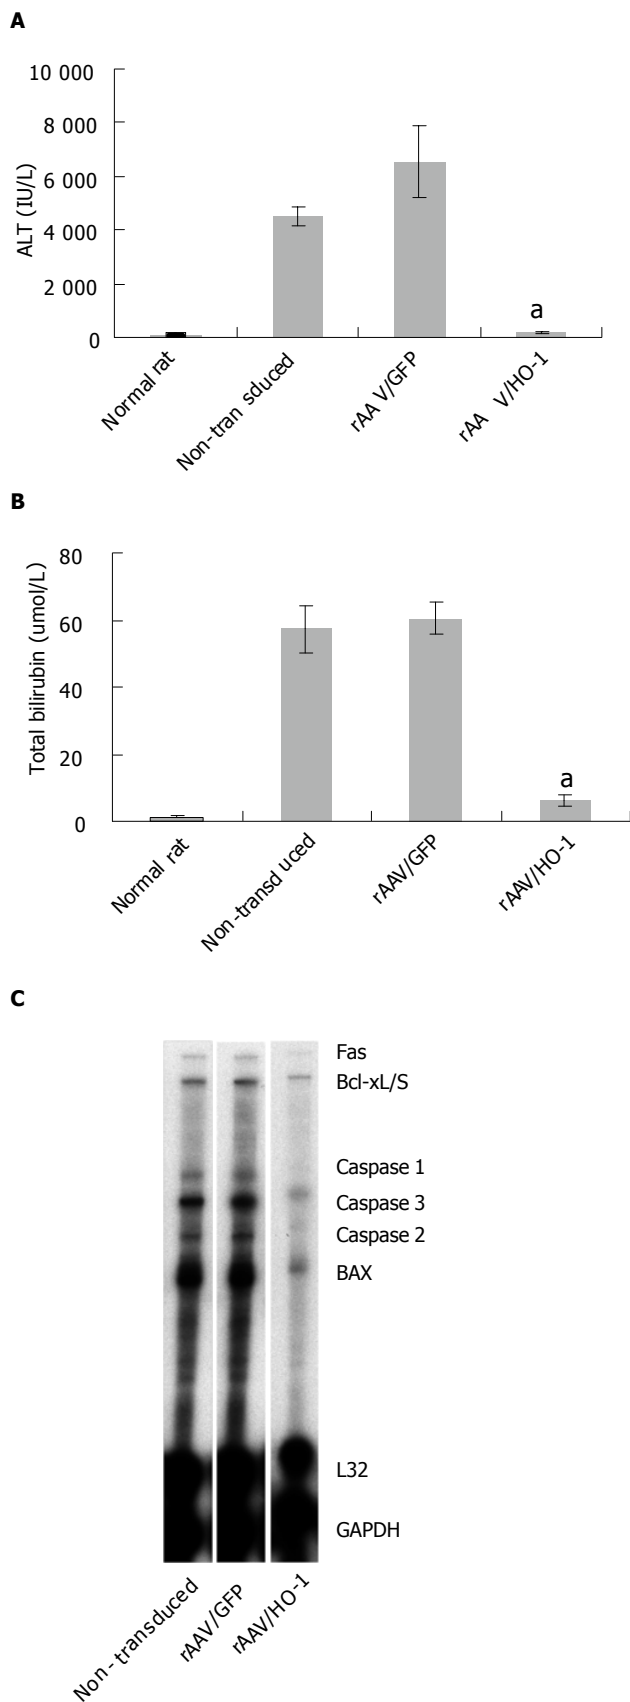 A
10 000
8 000
6 000
4 000
2 000
0
ALT (IU/L)
a
Normal rat
Non-tran sduced
rAA V/GFP
rAA V/HO-1
B
80
60
40
20
0
Total bilirubin (umol/L)
a
Normal rat
Non-transd uced
rAAV/GFP
rAAV/HO-1
C
Fas
Bcl-xL/S
Caspase 1
Caspase 3
Caspase 2
BAX
L32
GAPDH
Non-transduced
rAAV/GFP
rAAV/HO-1